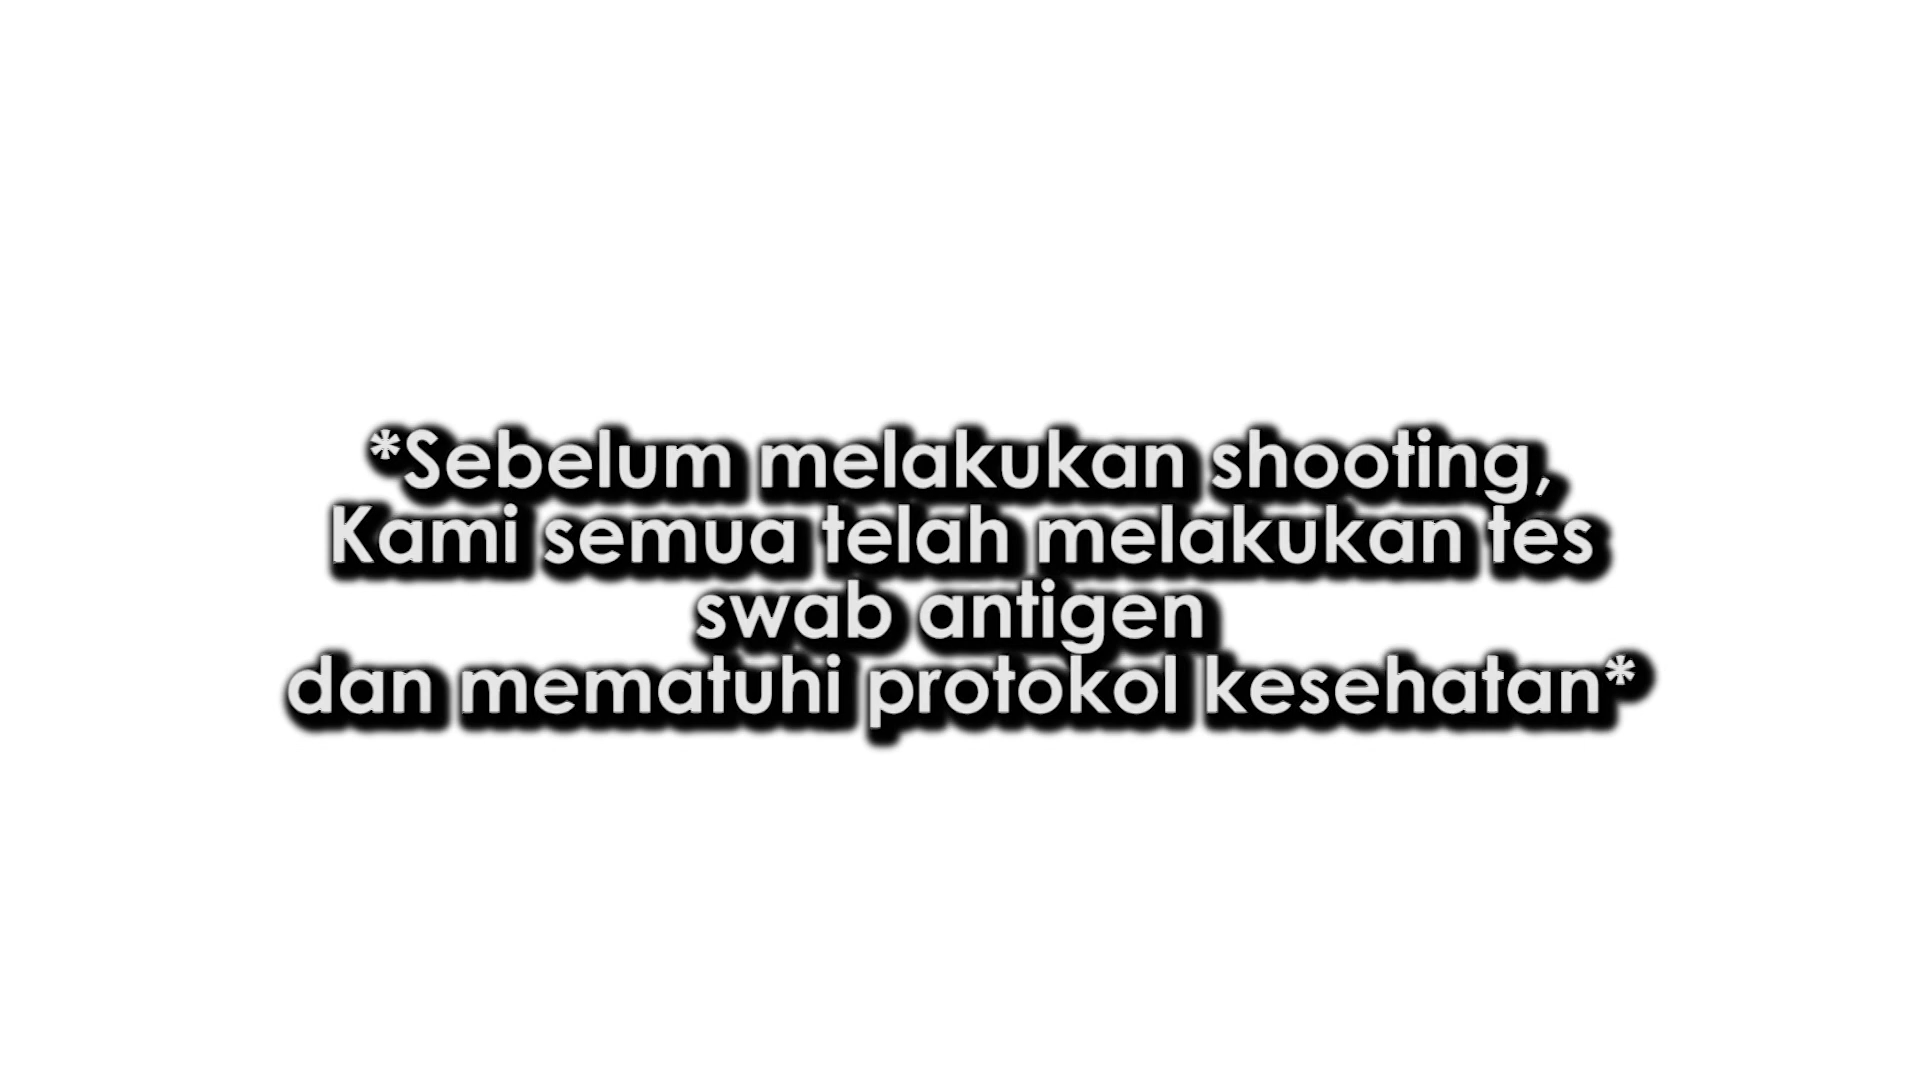 *Sebelum melakukan shooting,
Kami semua telah melakukan tes
swab antigen
dan mematuhi protokol kesehatan*